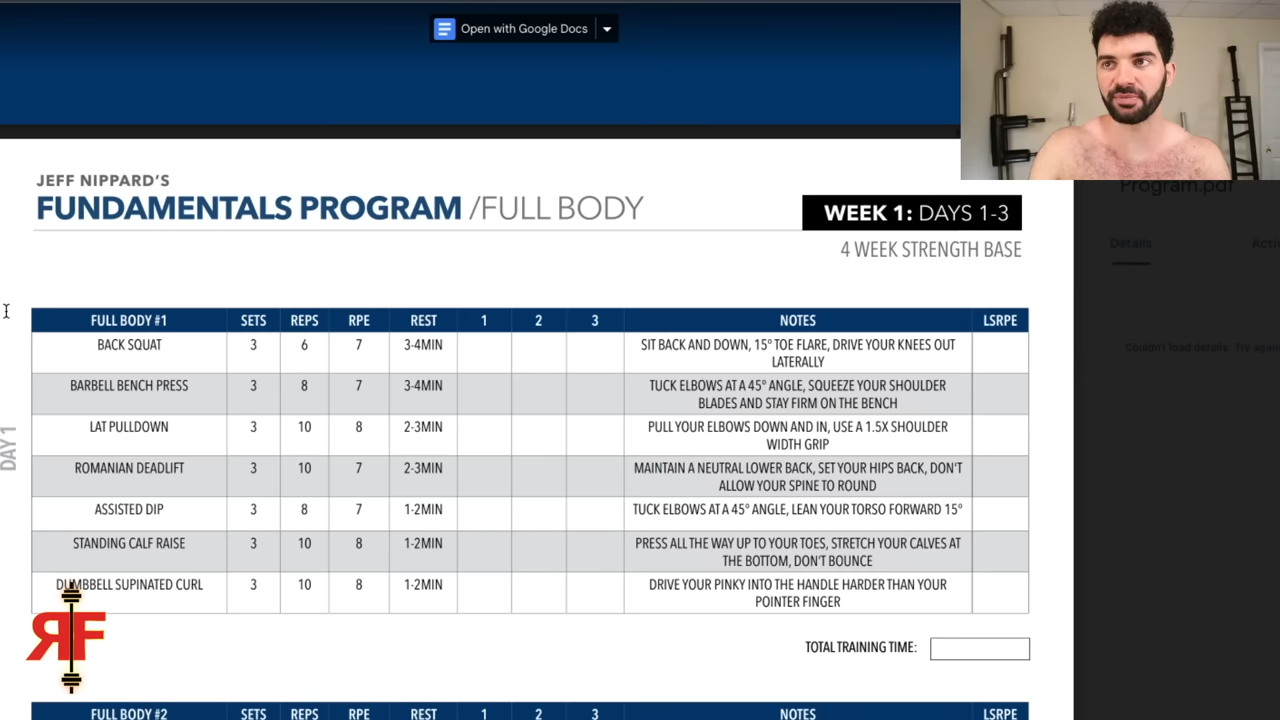 Open with Google Docs
Program.pdf
JEFF NIPPARD'S
FUNDAMENTALS PROGRAM /FULL BODY
WEEK 1: DAYS 1-3
4 WEEK STRENGTH BASE
Details
Couldn't load details. Try again
DAY 1
FULL BODY #1 SETS REPS RPE REST 1 2 3 NOTES LSRPE
BACK SQUAT 3 6 7 3-4MIN SIT BACK AND DOWN, 15° TOE FLARE, DRIVE YOUR KNEES OUT
LATERALLY
BARBELL BENCH PRESS 3 8 7 3-4MIN TUCK ELBOWS AT A 45° ANGLE, SQUEEZE YOUR SHOULDER
BLADES AND STAY FIRM ON THE BENCH
LAT PULLDOWN 3 10 8 2-3MIN PULL YOUR ELBOWS DOWN AND IN, USE A 1.5X SHOULDER
WIDTH GRIP
ROMANIAN DEADLIFT 3 10 7 2-3MIN MAINTAIN A NEUTRAL LOWER BACK, SET YOUR HIPS BACK, DON'T
ALLOW YOUR SPINE TO ROUND
ASSISTED DIP 3 8 7 1-2MIN TUCK ELBOWS AT A 45° ANGLE, LEAN YOUR TORSO FORWARD 15°
STANDING CALF RAISE 3 10 8 1-2MIN PRESS ALL THE WAY UP TO YOUR TOES, STRETCH YOUR CALVES AT
THE BOTTOM, DON'T BOUNCE
DUMBBELL SUPINATED CURL 3 10 8 1-2MIN DRIVE YOUR PINKY INTO THE HANDLE HARDER THAN YOUR
POINTER FINGER
RF
TOTAL TRAINING TIME:
FULL BODY #2 SETS REPS RPE REST 1 2 3 NOTES LSRPE